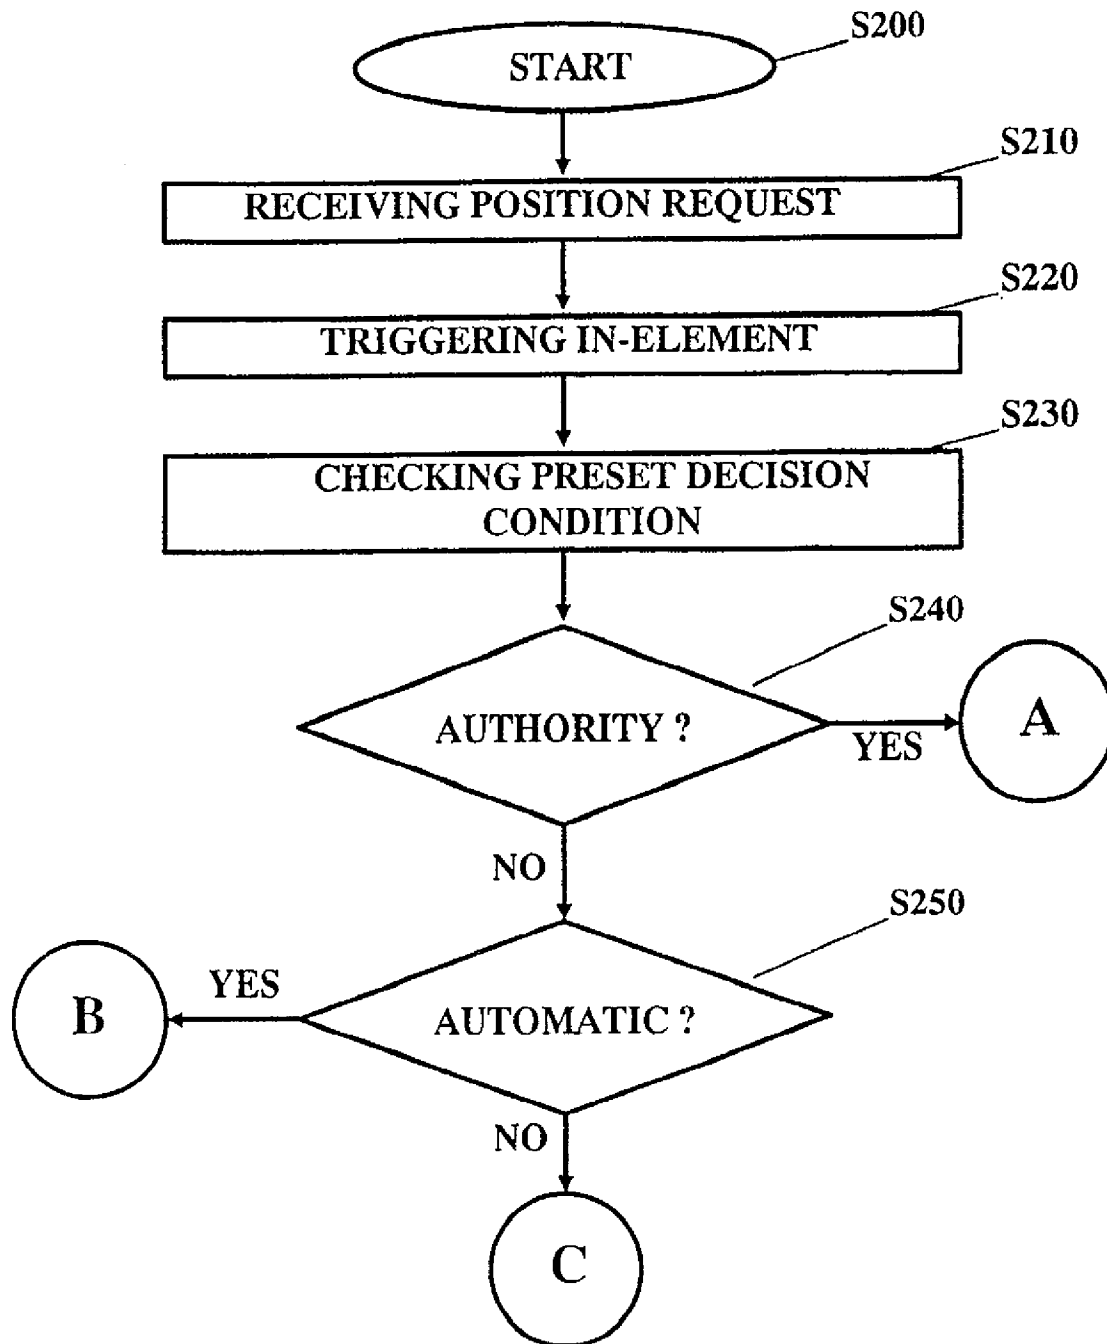 S200
START
S210
RECEIVING POSITION REQUEST
S220
TRIGGERING IN-ELEMENT
S230
CHECKING PRESET DECISION
CONDITION
S240
AUTHORITY ?
YES
A
NO
S250
YES
B
AUTOMATIC ?
NO
C